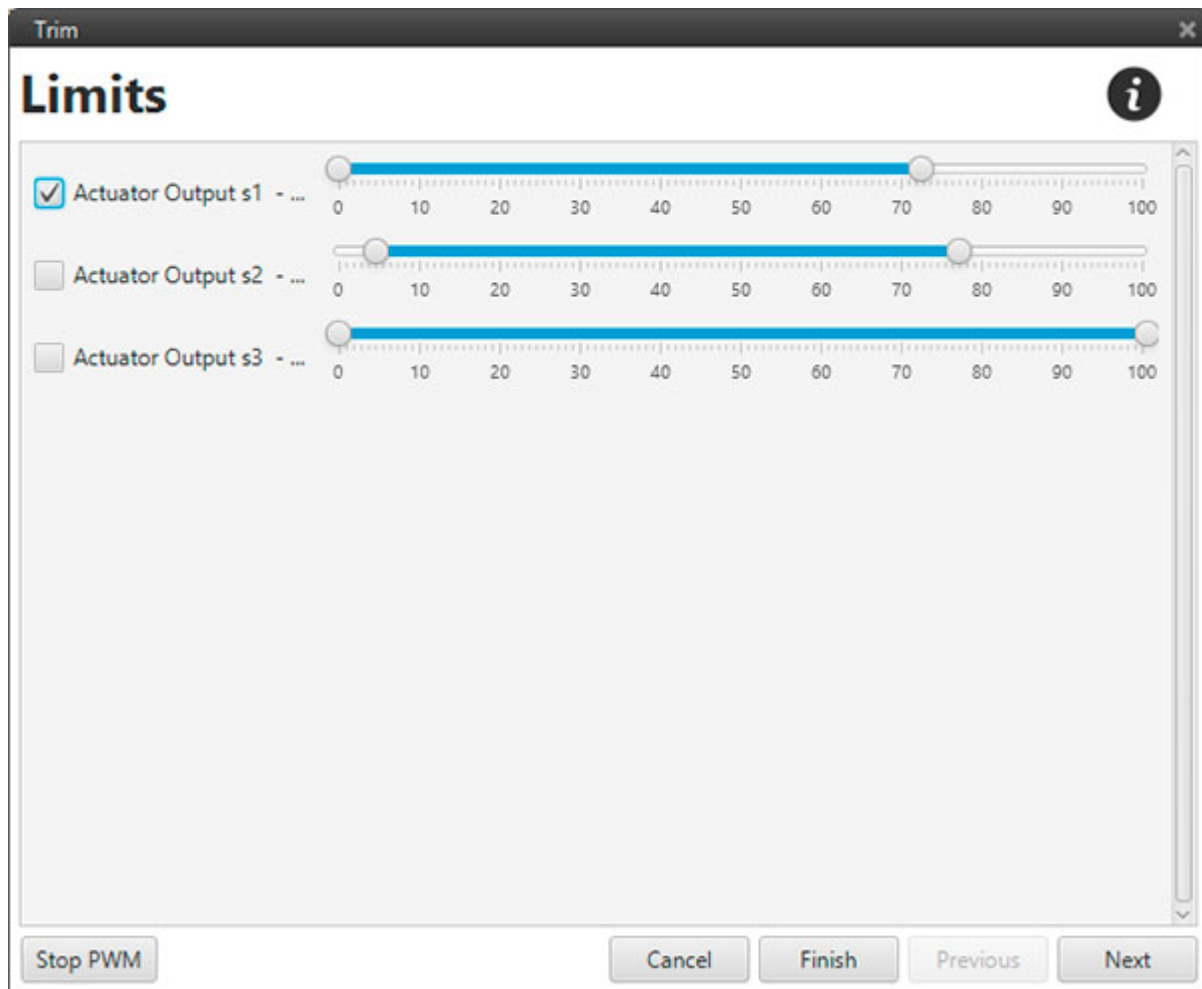 Trim
Limits
Actuator Output s1 - ...
0 10 20 30 40 50 60 70 80 90 100
Actuator Output s2 - ...
0 10 20 30 40 50 60 70 80 90 100
Actuator Output s3 - ...
0 10 20 30 40 50 60 70 80 90 100
Stop PWM Cancel Finish Previous Next